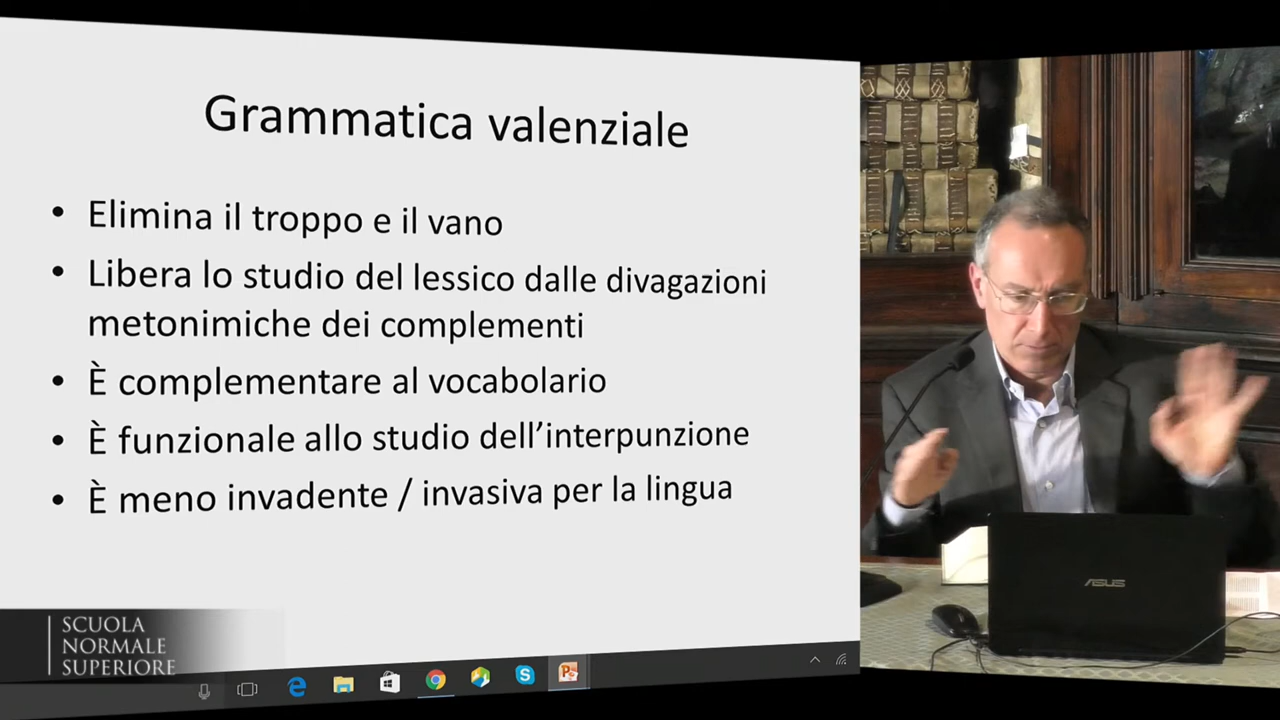 Grammatica valenziale
• Elimina il troppo e il vano
• Libera lo studio del lessico dalle divagazioni
metonimiche dei complementi
• È complementare al vocabolario
• È funzionale allo studio dell’interpunzione
• È meno invadente / invasiva per la lingua
SCUOLA
NORMALE
SUPERIORE
ASUS